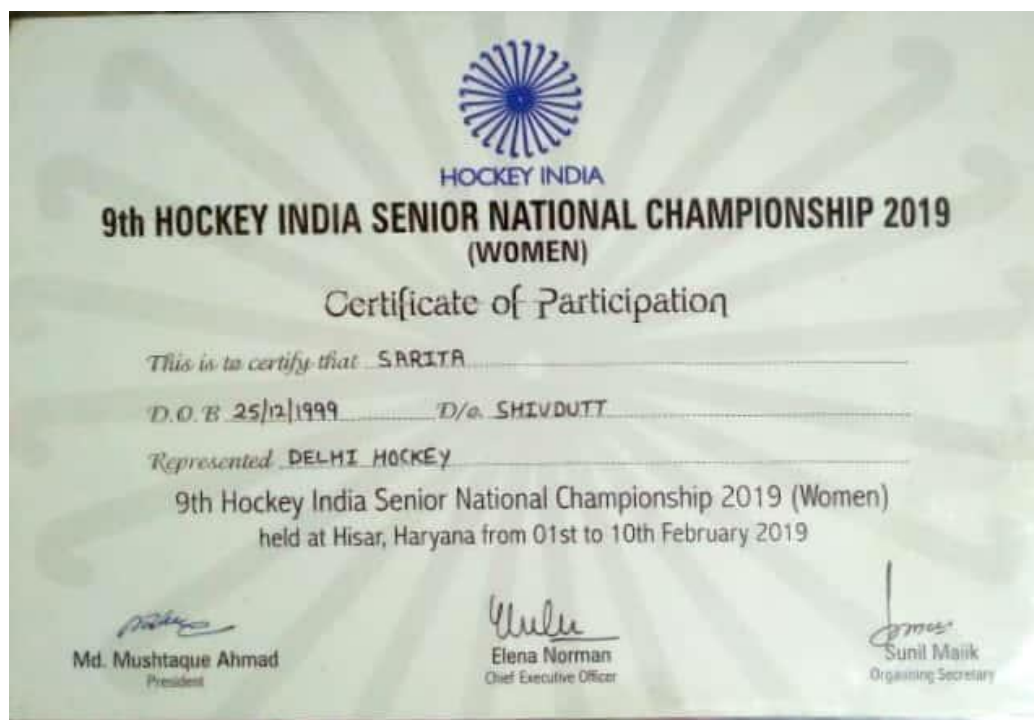 HOCKEY INDIA
9th HOCKEY INDIA SENIOR NATIONAL CHAMPIONSHIP 2019
(WOMEN)
Certificate of Participation
This is to certify that SARITA
D.O.B 25/12/1999 D/o. SHIVDUTT
Represented DELHI HOCKEY
9th Hockey India Senior National Championship 2019 (Women)
held at Hisar, Haryana from 01st to 10th February 2019
Md. Mushtaque Ahmad Elena Norman Sunil Malik
President Chief Executive Officer Organising Secretary